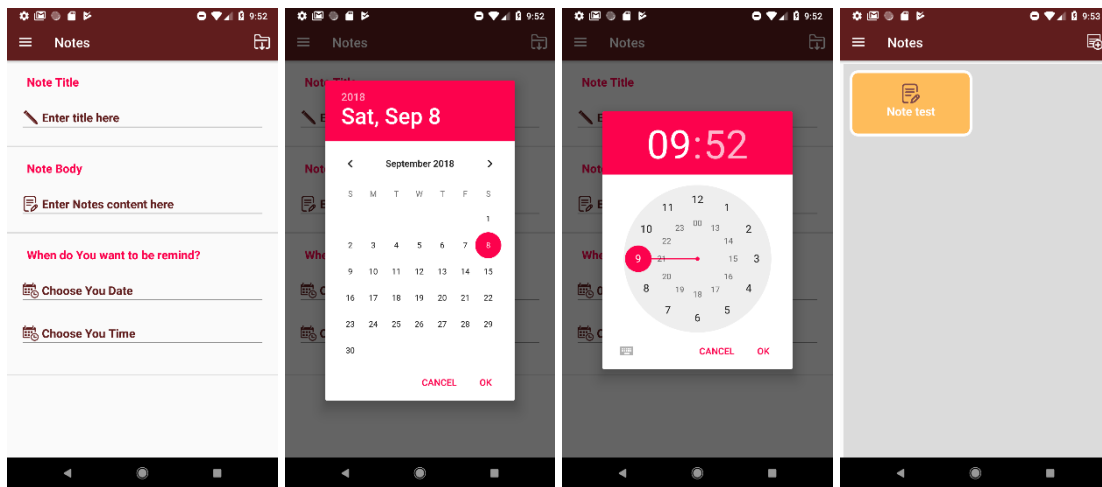 9:52
Notes
Note Title
Enter title here
Note Body
Enter Notes content here
When do You want to be remind?
Choose You Date
Choose You Time
9:52
Notes
Note Title
2018
Sat, Sep 8
September 2018
S M T W T F S
1
2 3 4 5 6 7 8
9 10 11 12 13 14 15
16 17 18 19 20 21 22
23 24 25 26 27 28 29
30
CANCEL OK
9:52
Notes
Note Title
09:52
12
11 1
00
23 13
10 2
22 14
9 21 15 3
20 16
8 4
19 17
18
7 5
6
CANCEL OK
9:53
Notes
Note test